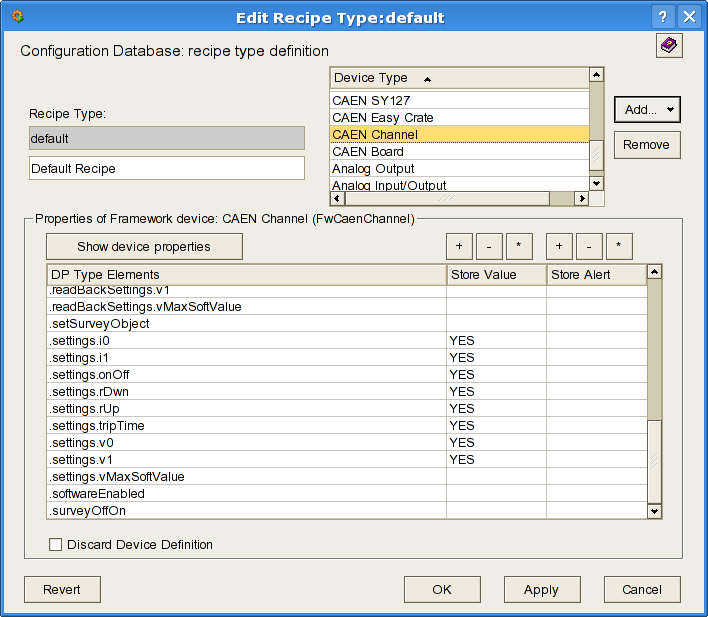 Edit Recipe Type:default
?
Configuration Database: recipe type definition
Device Type
CAEN SY127
CAEN Easy Crate
CAEN Channel
CAEN Board
Analog Output
Analog Input/Output
Add...
Remove
Recipe Type:
default
Default Recipe
Properties of Framework device: CAEN Channel (FwCaenChannel)
Show device properties
+ - * + - *
DP Type Elements Store Value Store Alert
.readBackSettings.v1
.readBackSettings.vMaxSoftValue
.setSurveyObject
.settings.i0 YES
.settings.i1 YES
.settings.onOff YES
.settings.rDwn YES
.settings.rUp YES
.settings.tripTime YES
.settings.v0 YES
.settings.v1 YES
.settings.vMaxSoftValue
.softwareEnabled
.surveyOffOn
Discard Device Definition
Revert OK Apply Cancel